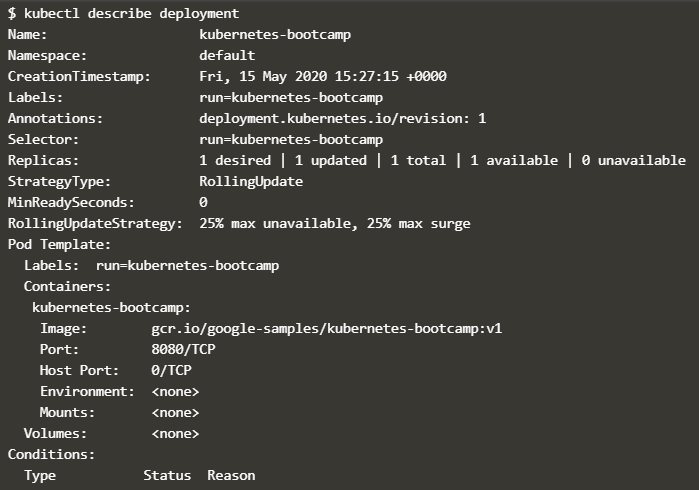 $ kubectl describe deployment
Name:                   kubernetes-bootcamp
Namespace:              default
CreationTimestamp:      Fri, 15 May 2020 15:27:15 +0000
Labels:                 run=kubernetes-bootcamp
Annotations:            deployment.kubernetes.io/revision: 1
Selector:               run=kubernetes-bootcamp
Replicas:               1 desired | 1 updated | 1 total | 1 available | 0 unavailable
StrategyType:           RollingUpdate
MinReadySeconds:        0
RollingUpdateStrategy:  25% max unavailable, 25% max surge
Pod Template:
  Labels:  run=kubernetes-bootcamp
  Containers:
   kubernetes-bootcamp:
    Image:        gcr.io/google-samples/kubernetes-bootcamp:v1
    Port:         8080/TCP
    Host Port:    0/TCP
    Environment:  <none>
    Mounts:       <none>
  Volumes:        <none>
Conditions:
  Type           Status  Reason